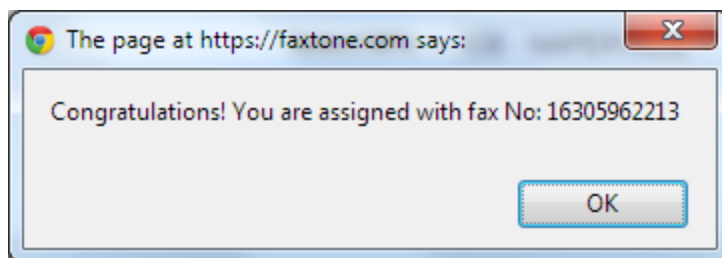 The page at https://faxtone.com says:
Congratulations! You are assigned with fax No: 16305962213
OK